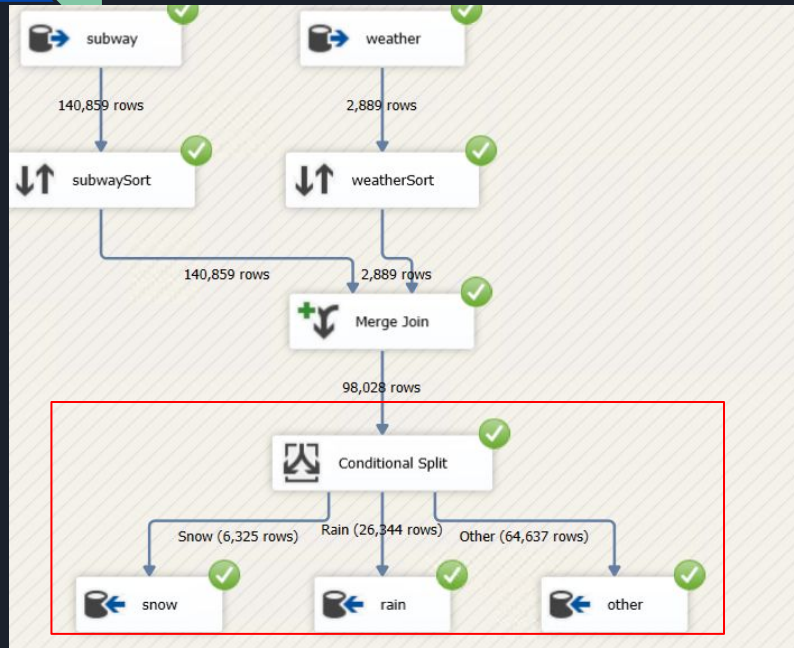 subway
weather
140,859 rows
2,889 rows
subwaySort
weatherSort
140,859 rows
2,889 rows
Merge Join
98,028 rows
Conditional Split
Snow (6,325 rows)
Rain (26,344 rows)
Other (64,637 rows)
snow
rain
other